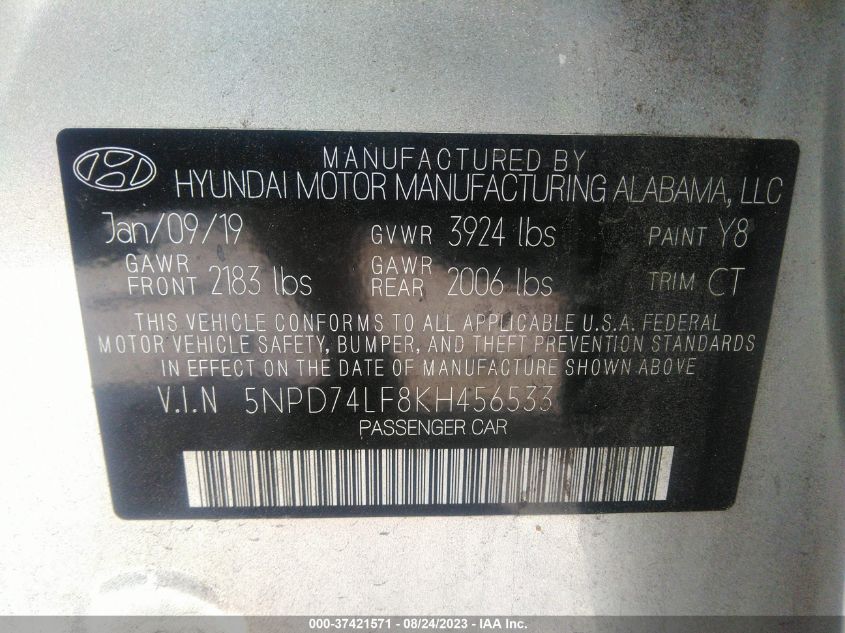 MANUFACTURED BY
HYUNDAI MOTOR MANUFACTURING ALABAMA, LLC
Jan/09/19 GVWR 3924 lbs PAINT Y8
GAWR FRONT 2183 lbs GAWR REAR 2006 lbs TRIM CT
THIS VEHICLE CONFORMS TO ALL APPLICABLE U.S.A. FEDERAL
MOTOR VEHICLE SAFETY, BUMPER, AND THEFT PREVENTION STANDARDS
IN EFFECT ON THE DATE OF MANUFACTURE SHOWN ABOVE
V.I.N 5NPD74LF8KH456533
PASSENGER CAR
000-37421571 - 08/24/2023 - IAA Inc.